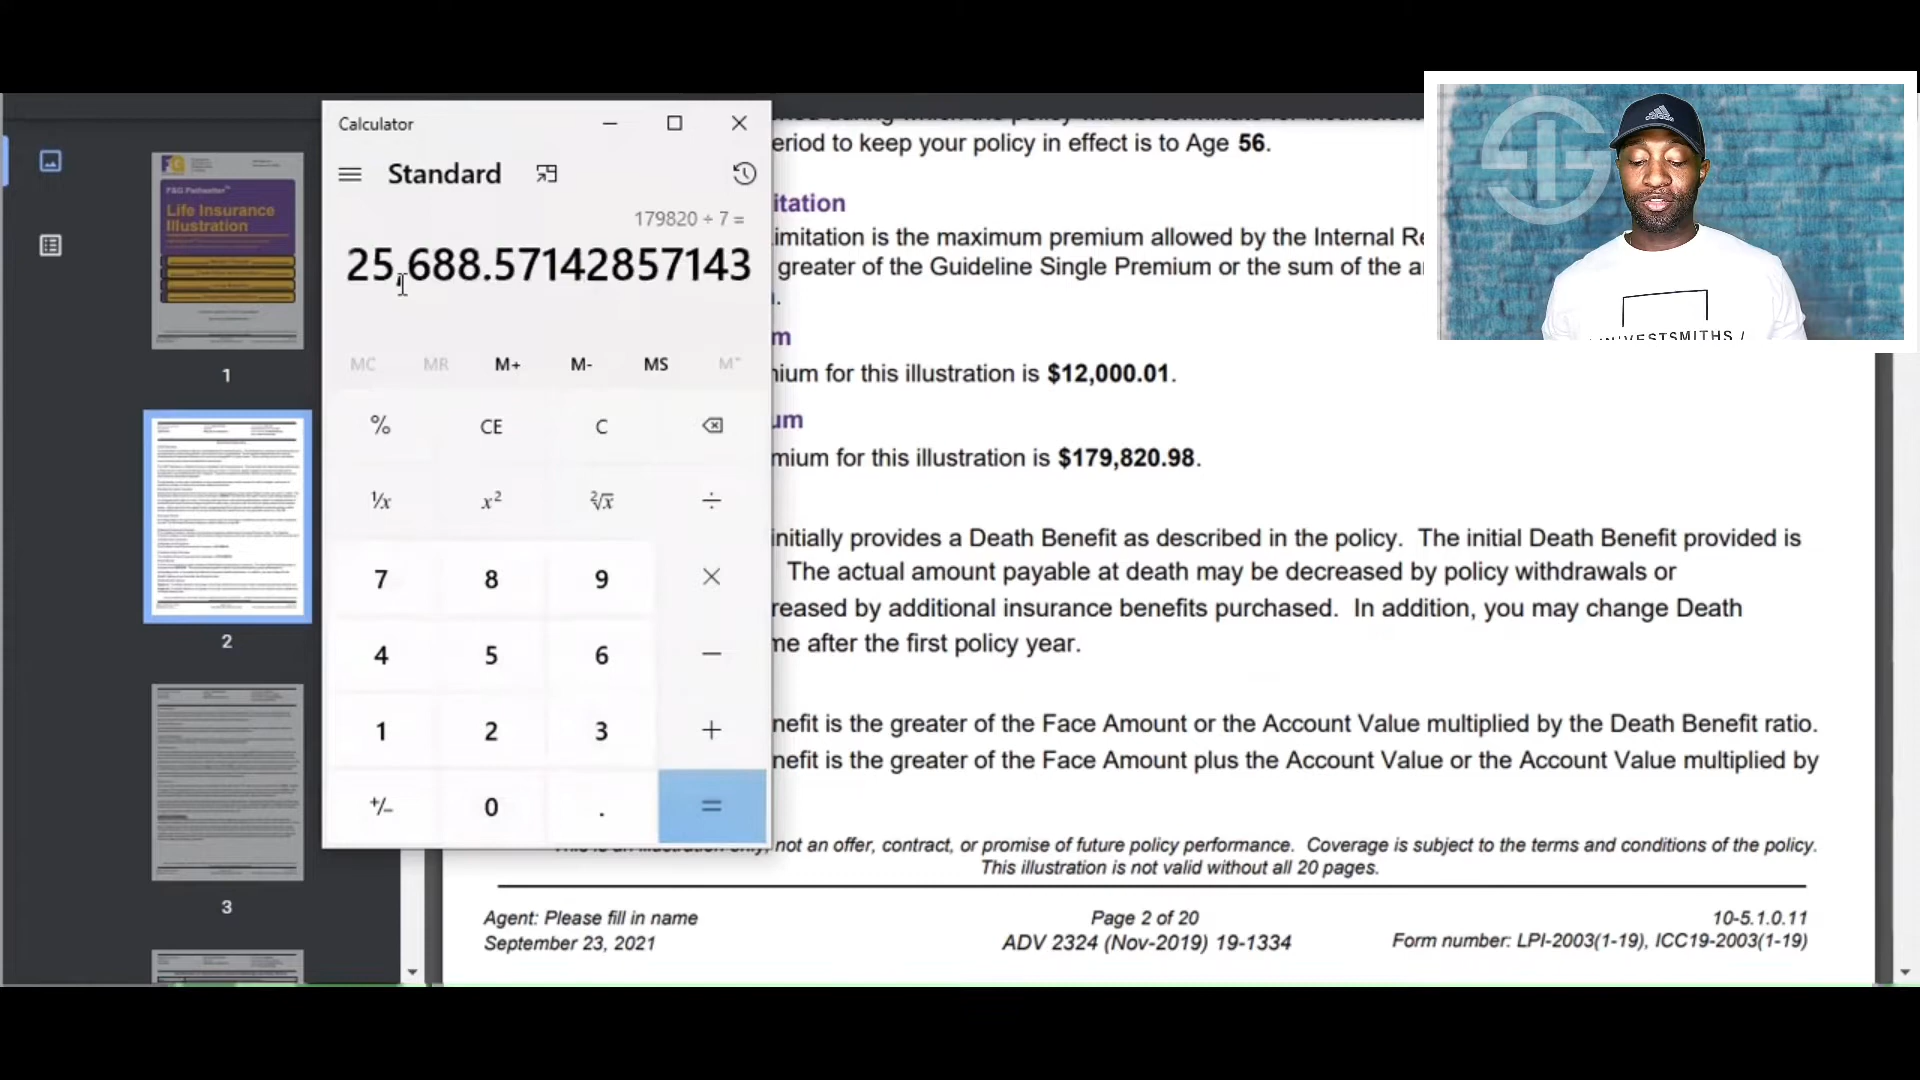 Calculator
Standard
179820 ÷ 7 =
25,688.57142857143
MC MR M+ M- MS M˅
% CE C
¹/x x² ²√x ÷
7 8 9 ×
4 5 6 −
1 2 3 +
+/− 0 . =
F&G Pathsetter™
Life Insurance
Illustration
1
2
3
eriod to keep your policy in effect is to Age 56.
itation
imitation is the maximum premium allowed by the Internal Re
greater of the Guideline Single Premium or the sum of the a
m
ium for this illustration is $12,000.01.
um
mium for this illustration is $179,820.98.
initially provides a Death Benefit as described in the policy. The initial Death Benefit provided is
The actual amount payable at death may be decreased by policy withdrawals or
reased by additional insurance benefits purchased. In addition, you may change Death
me after the first policy year.
nefit is the greater of the Face Amount or the Account Value multiplied by the Death Benefit ratio.
nefit is the greater of the Face Amount plus the Account Value or the Account Value multiplied by
not an offer, contract, or promise of future policy performance. Coverage is subject to the terms and conditions of the policy.
This illustration is not valid without all 20 pages.
Agent: Please fill in name
September 23, 2021
Page 2 of 20
ADV 2324 (Nov-2019) 19-1334
10-5.1.0.11
Form number: LPI-2003(1-19), ICC19-2003(1-19)
INVESTSMITHS /